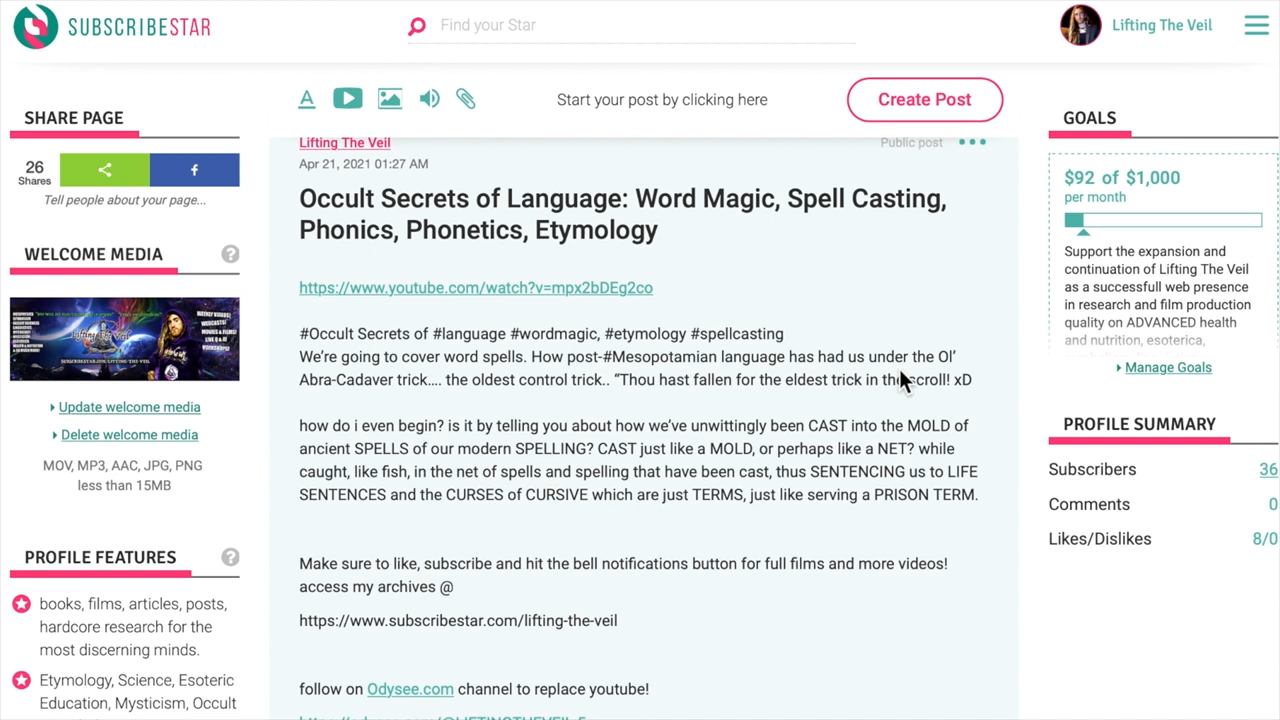 SUBSCRIBESTAR
Find your Star
Lifting The Veil
SHARE PAGE
26
Shares
Tell people about your page...
WELCOME MEDIA
?
Lifting The Veil
Update welcome media
Delete welcome media
MOV, MP3, AAC, JPG, PNG
less than 15MB
PROFILE FEATURES
?
books, films, articles, posts,
hardcore research for the
most discerning minds.
Etymology, Science, Esoteric
Education, Mysticism, Occult
A
Start your post by clicking here
Create Post
Lifting The Veil
Public post
Apr 21, 2021 01:27 AM
Occult Secrets of Language: Word Magic, Spell Casting,
Phonics, Phonetics, Etymology
https://www.youtube.com/watch?v=mpx2bDEg2co
#Occult Secrets of #language #wordmagic, #etymology #spellcasting
We’re going to cover word spells. How post-#Mesopotamian language has had us under the Ol’
Abra-Cadaver trick.... the oldest control trick.. “Thou hast fallen for the eldest trick in the scroll! xD
how do i even begin? is it by telling you about how we’ve unwittingly been CAST into the MOLD of
ancient SPELLS of our modern SPELLING? CAST just like a MOLD, or perhaps like a NET? while
caught, like fish, in the net of spells and spelling that have been cast, thus SENTENCING us to LIFE
SENTENCES and the CURSES of CURSIVE which are just TERMS, just like serving a PRISON TERM.
Make sure to like, subscribe and hit the bell notifications button for full films and more videos!
access my archives @
https://www.subscribestar.com/lifting-the-veil
follow on Odysee.com channel to replace youtube!
GOALS
$92 of $1,000
per month
Support the expansion and
continuation of Lifting The Veil
as a successfull web presence
in research and film production
quality on ADVANCED health
and nutrition, esoterica,
Manage Goals
PROFILE SUMMARY
Subscribers 36
Comments 0
Likes/Dislikes 8/0